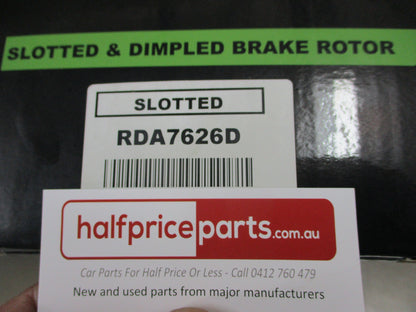 SLOTTED & DIMPLED BRAKE ROTOR
SLOTTED
RDA7626D
halfpriceparts.com.au
Car Parts For Half Price Or Less - Call 0412 760 479
New and used parts from major manufacturers